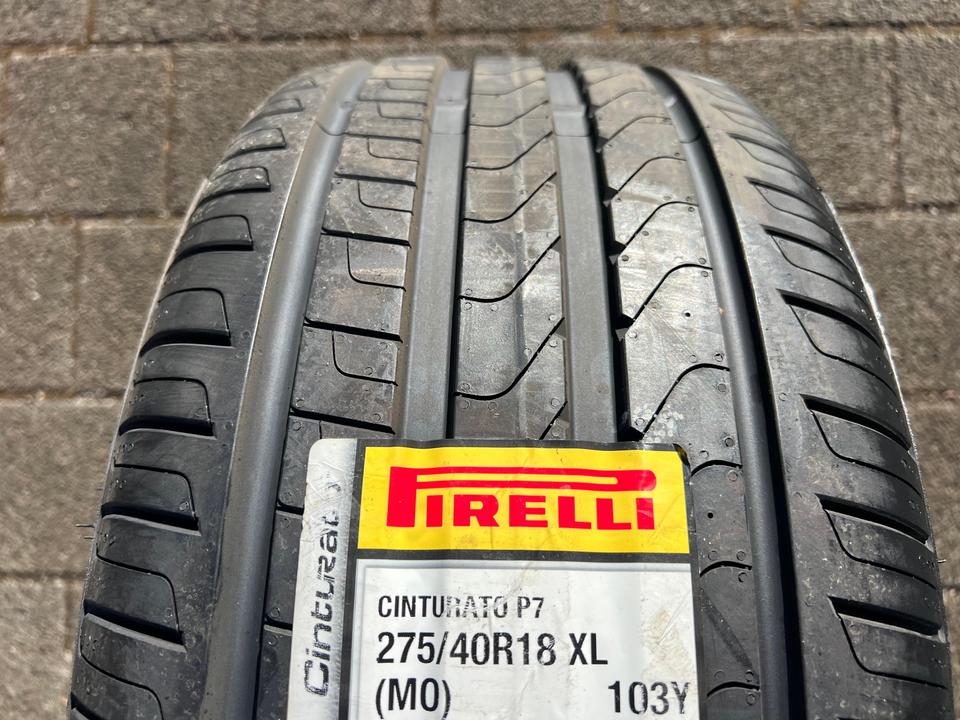 PIRELLI
Cinturato
CINTURATO P7
275/40R18 XL
(MO) 103Y